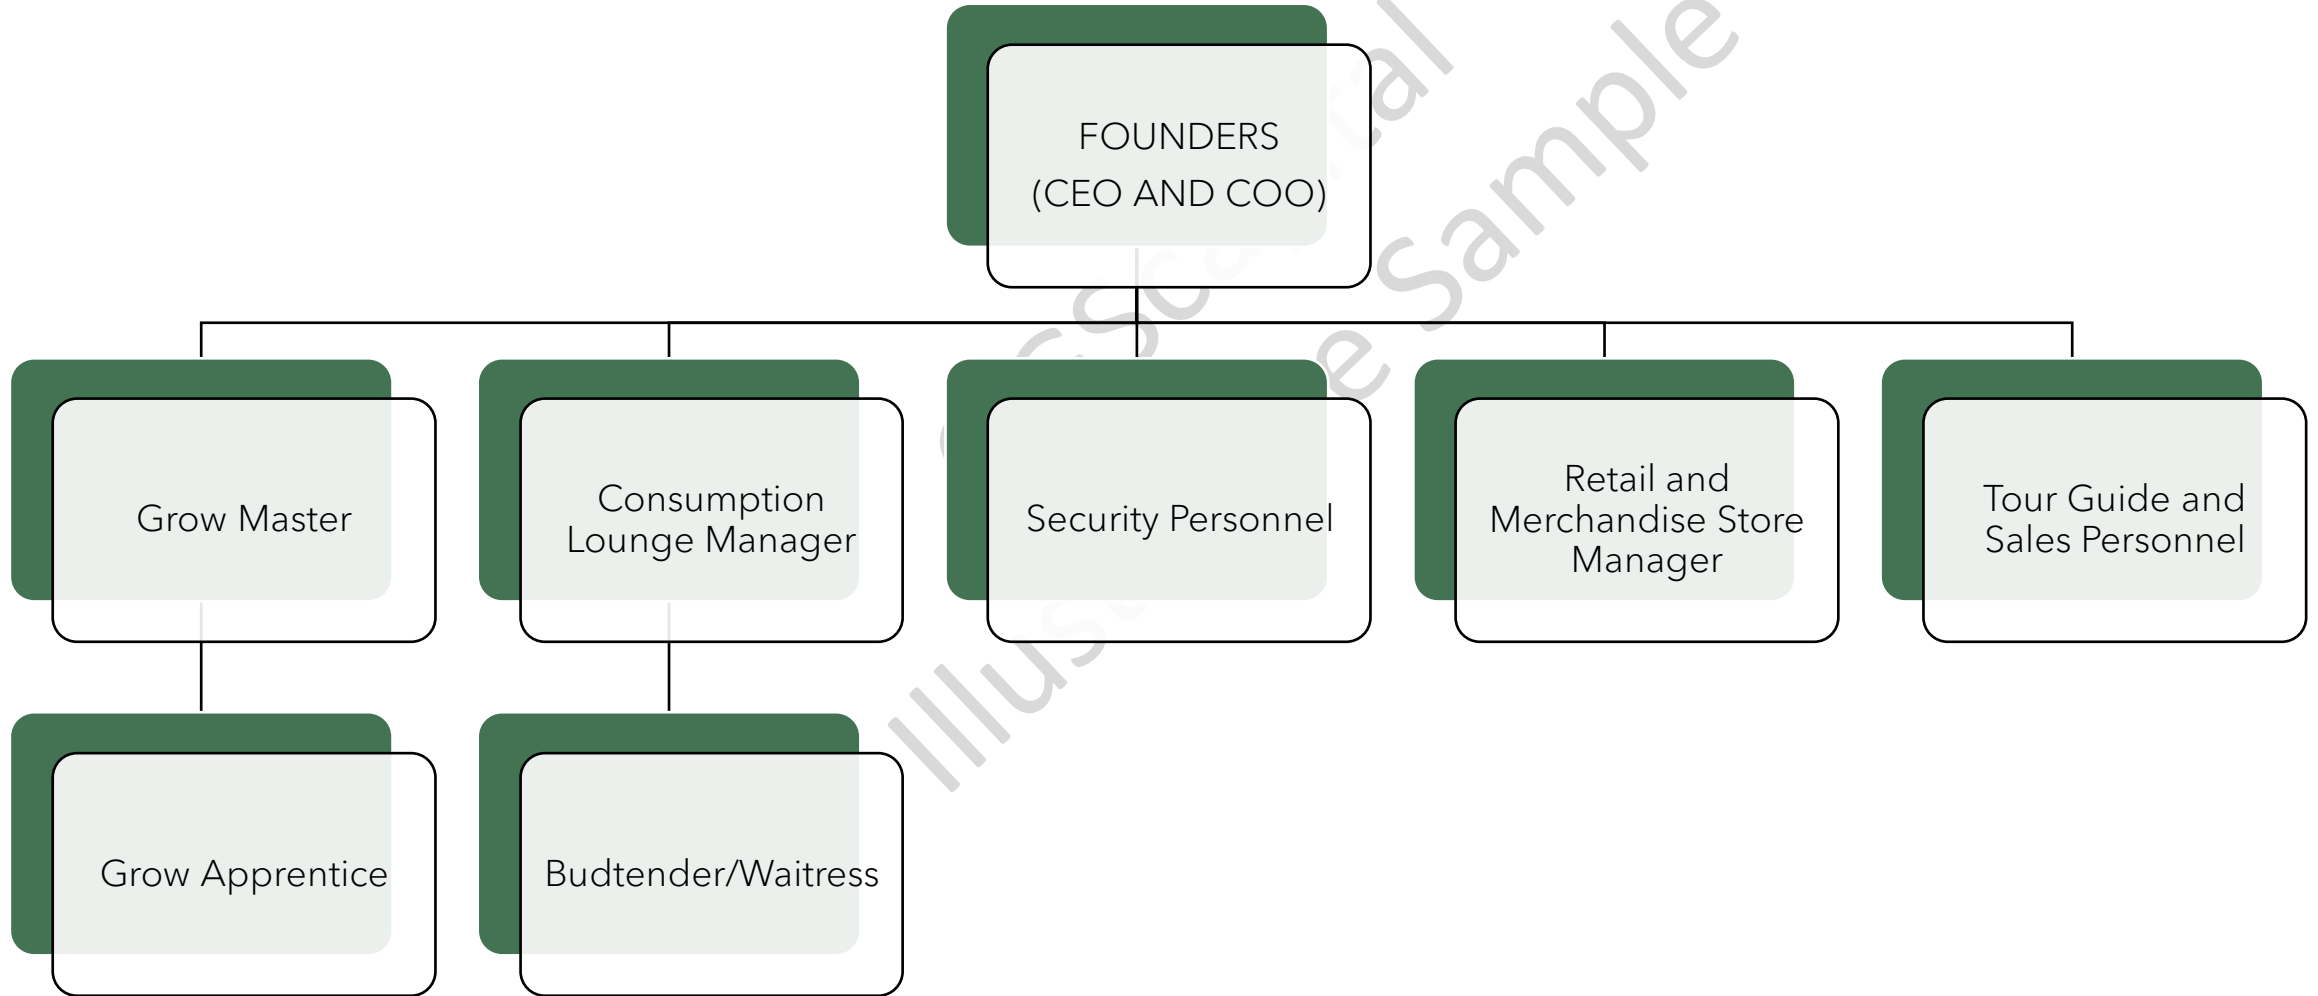 FOUNDERS
(CEO AND COO)
Grow Master
Consumption
Lounge Manager
Security Personnel
Retail and
Merchandise Store
Manager
Tour Guide and
Sales Personnel
Grow Apprentice
Budtender/Waitress
Sample